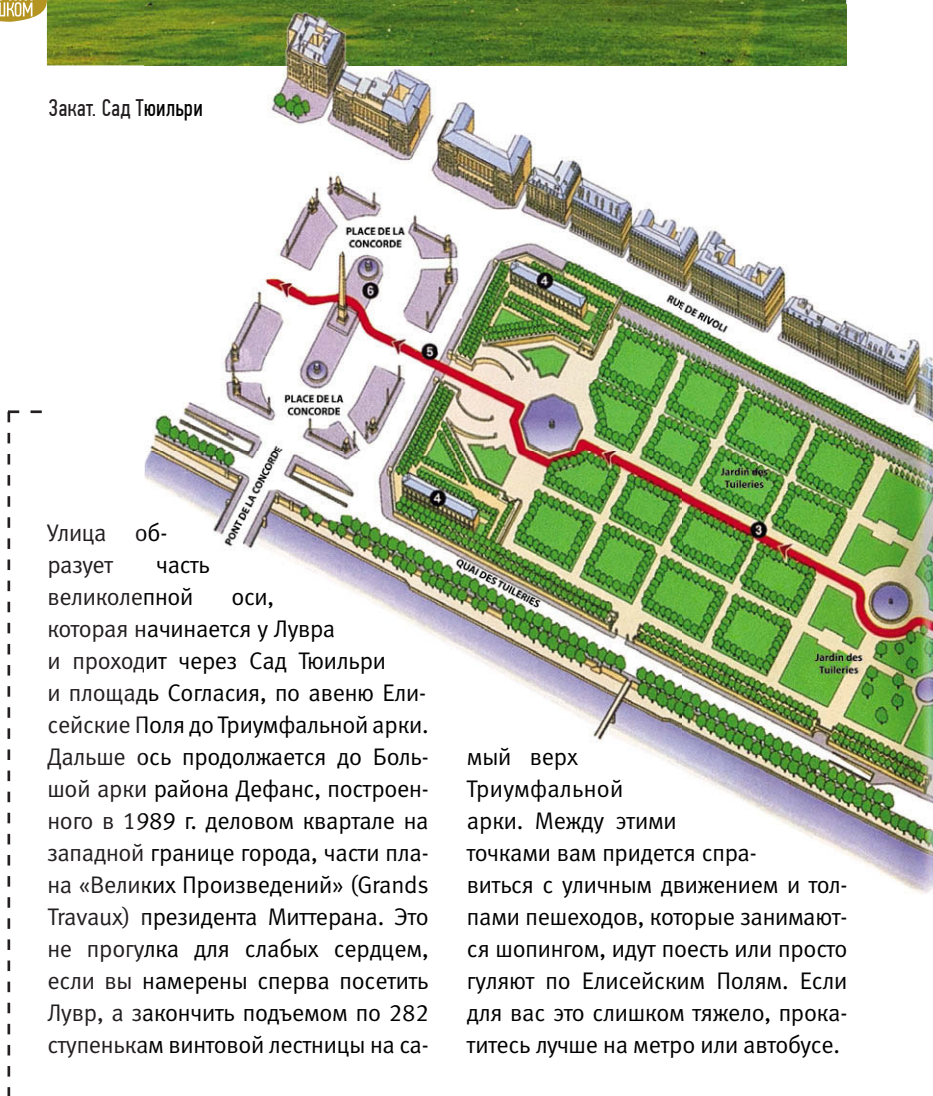 шком
Закат. Сад Тюильри
PLACE DE LA
CONCORDE
6
4
RUE DE RIVOLI
5
PLACE DE LA
CONCORDE
PONT DE LA CONCORDE
4
QUAI DES TUILERIES
Jardin des
Tuileries
3
Jardin des
Tuileries
Улица об-
разует часть
великолепной оси,
которая начинается у Лувра
и проходит через Сад Тюильри
и площадь Согласия, по авеню Ели-
сейские Поля до Триумфальной арки.
Дальше ось продолжается до Боль-
шой арки района Дефанс, построен-
ного в 1989 г. деловом квартале на
западной границе города, части пла-
на «Великих Произведений» (Grands
Travaux) президента Миттерана. Это
не прогулка для слабых сердцем,
если вы намерены сперва посетить
Лувр, а закончить подъемом по 282
ступенькам винтовой лестницы на са-
мый верх
Триумфальной
арки. Между этими
точками вам придется спра-
виться с уличным движением и тол-
пами пешеходов, которые занимают-
ся шопингом, идут поесть или просто
гуляют по Елисейским Полям. Если
для вас это слишком тяжело, прока-
титесь лучше на метро или автобусе.